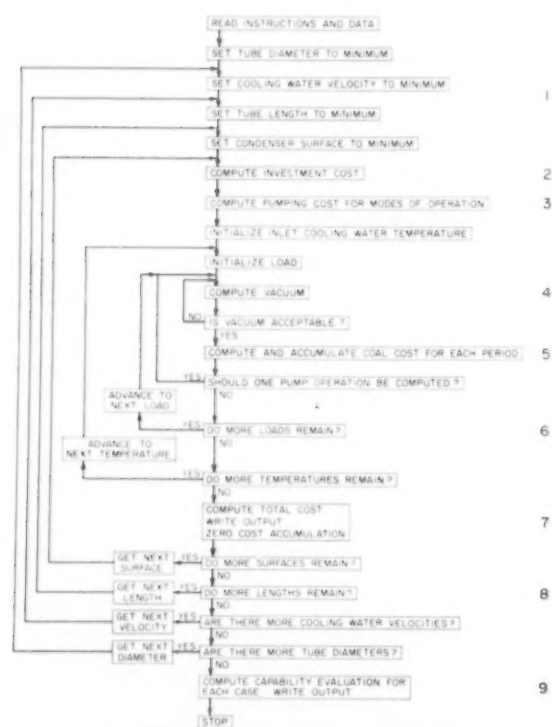 READ INSTRUCTIONS AND DATA
SET TUBE DIAMETER TO MINIMUM
SET COOLING WATER VELOCITY TO MINIMUM
1
SET TUBE LENGTH TO MINIMUM
SET CONDENSER SURFACE TO MINIMUM
COMPUTE INVESTMENT COST
2
COMPUTE PUMPING COST FOR MODES OF OPERATION
3
INITIALIZE INLET COOLING WATER TEMPERATURE
INITIALIZE LOAD
COMPUTE VACUUM
4
NO
IS VACUUM ACCEPTABLE?
YES
COMPUTE AND ACCUMULATE COAL COST FOR EACH PERIOD
5
YES
SHOULD ONE PUMP OPERATION BE COMPUTED?
NO
ADVANCE TO
NEXT LOAD
YES
DO MORE LOADS REMAIN?
6
NO
ADVANCE TO
NEXT TEMPERATURE
YES
DO MORE TEMPERATURES REMAIN?
NO
COMPUTE TOTAL COST
WRITE OUTPUT
ZERO COST ACCUMULATION
7
GET NEXT
SURFACE
YES
DO MORE SURFACES REMAIN?
NO
GET NEXT
LENGTH
YES
DO MORE LENGTHS REMAIN?
8
NO
GET NEXT
VELOCITY
YES
ARE THERE MORE COOLING WATER VELOCITIES?
NO
GET NEXT
DIAMETER
YES
ARE THERE MORE TUBE DIAMETERS?
NO
COMPUTE CAPABILITY EVALUATION FOR
EACH CASE WRITE OUTPUT
9
STOP